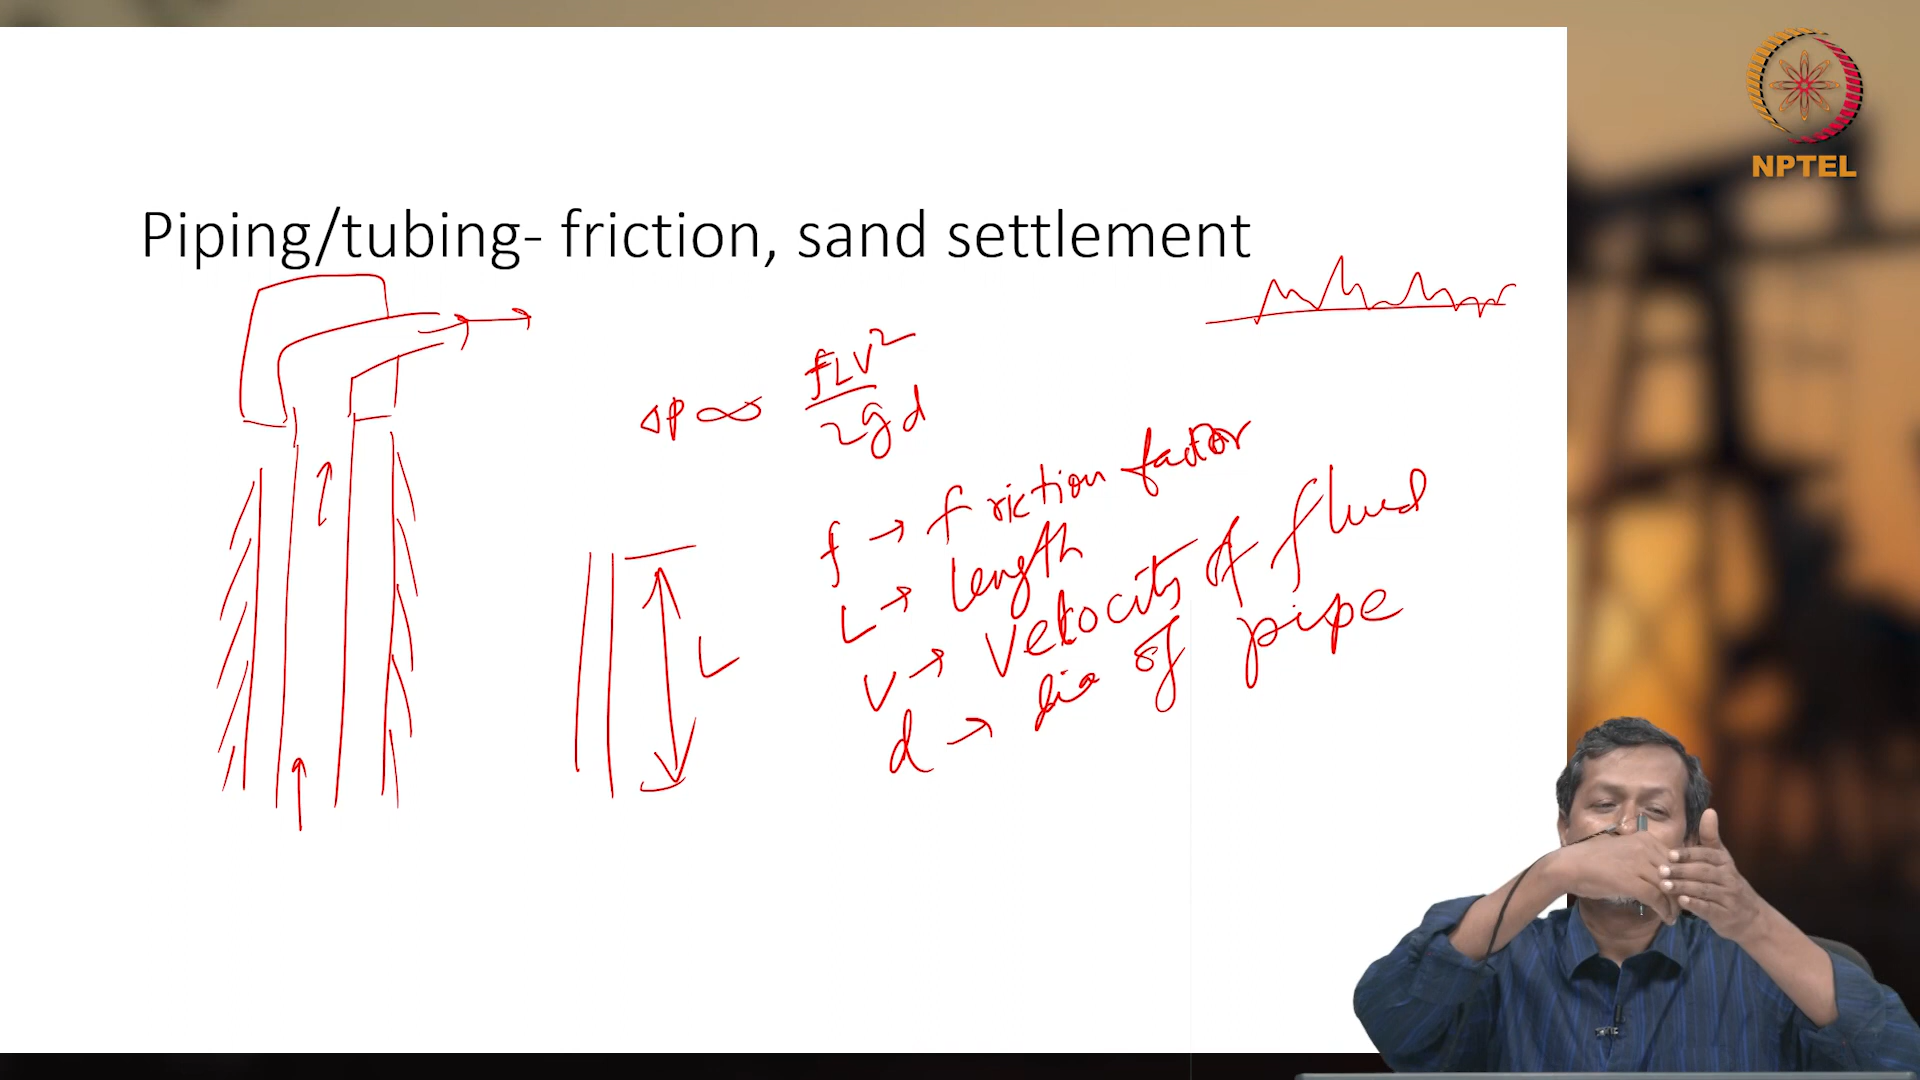 NPTEL
Piping/tubing- friction, sand settlement
ΔP ∝ fLV²/2gd
f → friction factor
L → length
V → velocity of fluid
d → dia of pipe
L